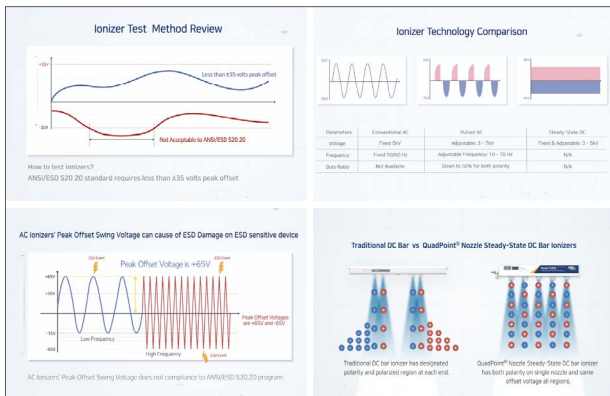 Ionizer Test Method Review
+35V
Less than ±35 volts peak offset
-35V
Not Acceptable to ANSI/ESD S20.20
How to test ionizers?
ANSI/ESD S20.20 standard requires less than ±35 volts peak offset
Ionizer Technology Comparison
Parameters Conventional AC Pulsed AC Steady-State DC
Voltage Fixed 5kV Adjustable: 3 - 7kV Fixed & Adjustable: 3 - 5kV
Frequency Fixed 50/60 Hz Adjustable Frequency: 10 - 70 Hz N/A
Duty Ratio Not Available Down to 50% for both polarity N/A
AC Ionizers' Peak Offset Swing Voltage can cause of ESD Damage on ESD sensitive device
ESD Event
ESD Event
Peak Offset Voltage is +65V
+65V
+35V
-35V
-65V
Low Frequency
High Frequency
ESD Event
Peak Offset Voltages
are +65V and -65V
AC Ionizers' Peak Offset Swing Voltage does not compliance to ANSI/ESD S20.20 program
Traditional DC Bar vs QuadPoint® Nozzle Steady-State DC Bar Ionizers
Traditional DC bar ionizer has designated
polarity and polarized region at each end.
QuadPoint® Nozzle Steady-State DC bar ionizer
has both polarity on single nozzle and same
offset voltage all regions.